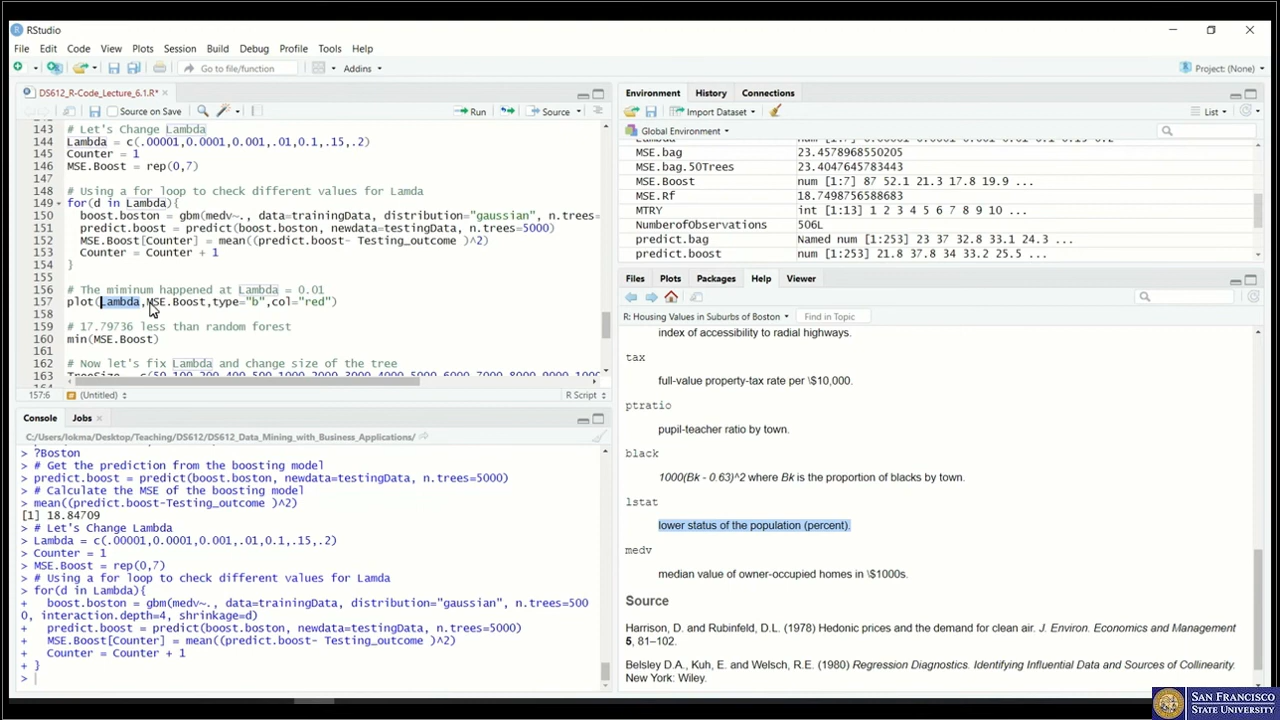 RStudio
File Edit Code View Plots Session Build Debug Profile Tools Help
Go to file/function Addins Project: (None)
DS612_R-Code_Lecture_6.1.R*
Source on Save Run Source
143 # Let's Change Lambda
144 Lambda = c(.00001,0.0001,0.001,.01,0.1,.15,.2)
145 Counter = 1
146 MSE.Boost = rep(0,7)
147
148 # Using a for loop to check different values for Lamda
149 for(d in Lambda){
150 boost.boston = gbm(medv~., data=trainingData, distribution="gaussian", n.trees=
151 predict.boost = predict(boost.boston, newdata=testingData, n.trees=5000)
152 MSE.Boost[Counter] = mean((predict.boost- Testing_outcome )^2)
153 Counter = Counter + 1
154 }
155
156 # The miminum happened at Lambda = 0.01
157 plot(Lambda,MSE.Boost,type="b",col="red")
158
159 # 17.79736 less than random forest
160 min(MSE.Boost)
161
162 # Now let's fix Lambda and change size of the tree
157:6 (Untitled) R Script
Console Jobs
C:/Users/lokma/Desktop/Teaching/DS612/DS612_Data_Mining_with_Business_Applications/
> ?Boston
> # Get the prediction from the boosting model
> predict.boost = predict(boost.boston, newdata=testingData, n.trees=5000)
> # Calculate the MSE of the boosting model
> mean((predict.boost-Testing_outcome )^2)
[1] 18.84709
> # Let's Change Lambda
> Lambda = c(.00001,0.0001,0.001,.01,0.1,.15,.2)
> Counter = 1
> MSE.Boost = rep(0,7)
> # Using a for loop to check different values for Lamda
> for(d in Lambda){
+ boost.boston = gbm(medv~., data=trainingData, distribution="gaussian", n.trees=500
0, interaction.depth=4, shrinkage=d)
+ predict.boost = predict(boost.boston, newdata=testingData, n.trees=5000)
+ MSE.Boost[Counter] = mean((predict.boost- Testing_outcome )^2)
+ Counter = Counter + 1
+ }
>
Environment History Connections
Import Dataset List
Global Environment
MSE.bag 23.4578968550205
MSE.bag.50Trees 23.4047645783443
MSE.Boost num [1:7] 87 52.1 21.3 17.8 19.9 ...
MSE.Rf 18.7498756588683
MTRY int [1:13] 1 2 3 4 5 6 7 8 9 10 ...
NumberofObservations 506L
predict.bag Named num [1:253] 23 37 32.8 33.1 24.3 ...
predict.boost num [1:253] 21.8 37.8 34 33.2 25.5 ...
Files Plots Packages Help Viewer
R: Housing Values in Suburbs of Boston Find in Topic
index of accessibility to radial highways.
tax
full-value property-tax rate per \$10,000.
ptratio
pupil-teacher ratio by town.
black
1000(Bk - 0.63)^2 where Bk is the proportion of blacks by town.
lstat
lower status of the population (percent).
medv
median value of owner-occupied homes in \$1000s.
Source
Harrison, D. and Rubinfeld, D.L. (1978) Hedonic prices and the demand for clean air. J. Environ. Economics and Management
5, 81–102.
Belsley D.A., Kuh, E. and Welsch, R.E. (1980) Regression Diagnostics. Identifying Influential Data and Sources of Collinearity.
New York: Wiley.
SAN FRANCISCO
STATE UNIVERSITY